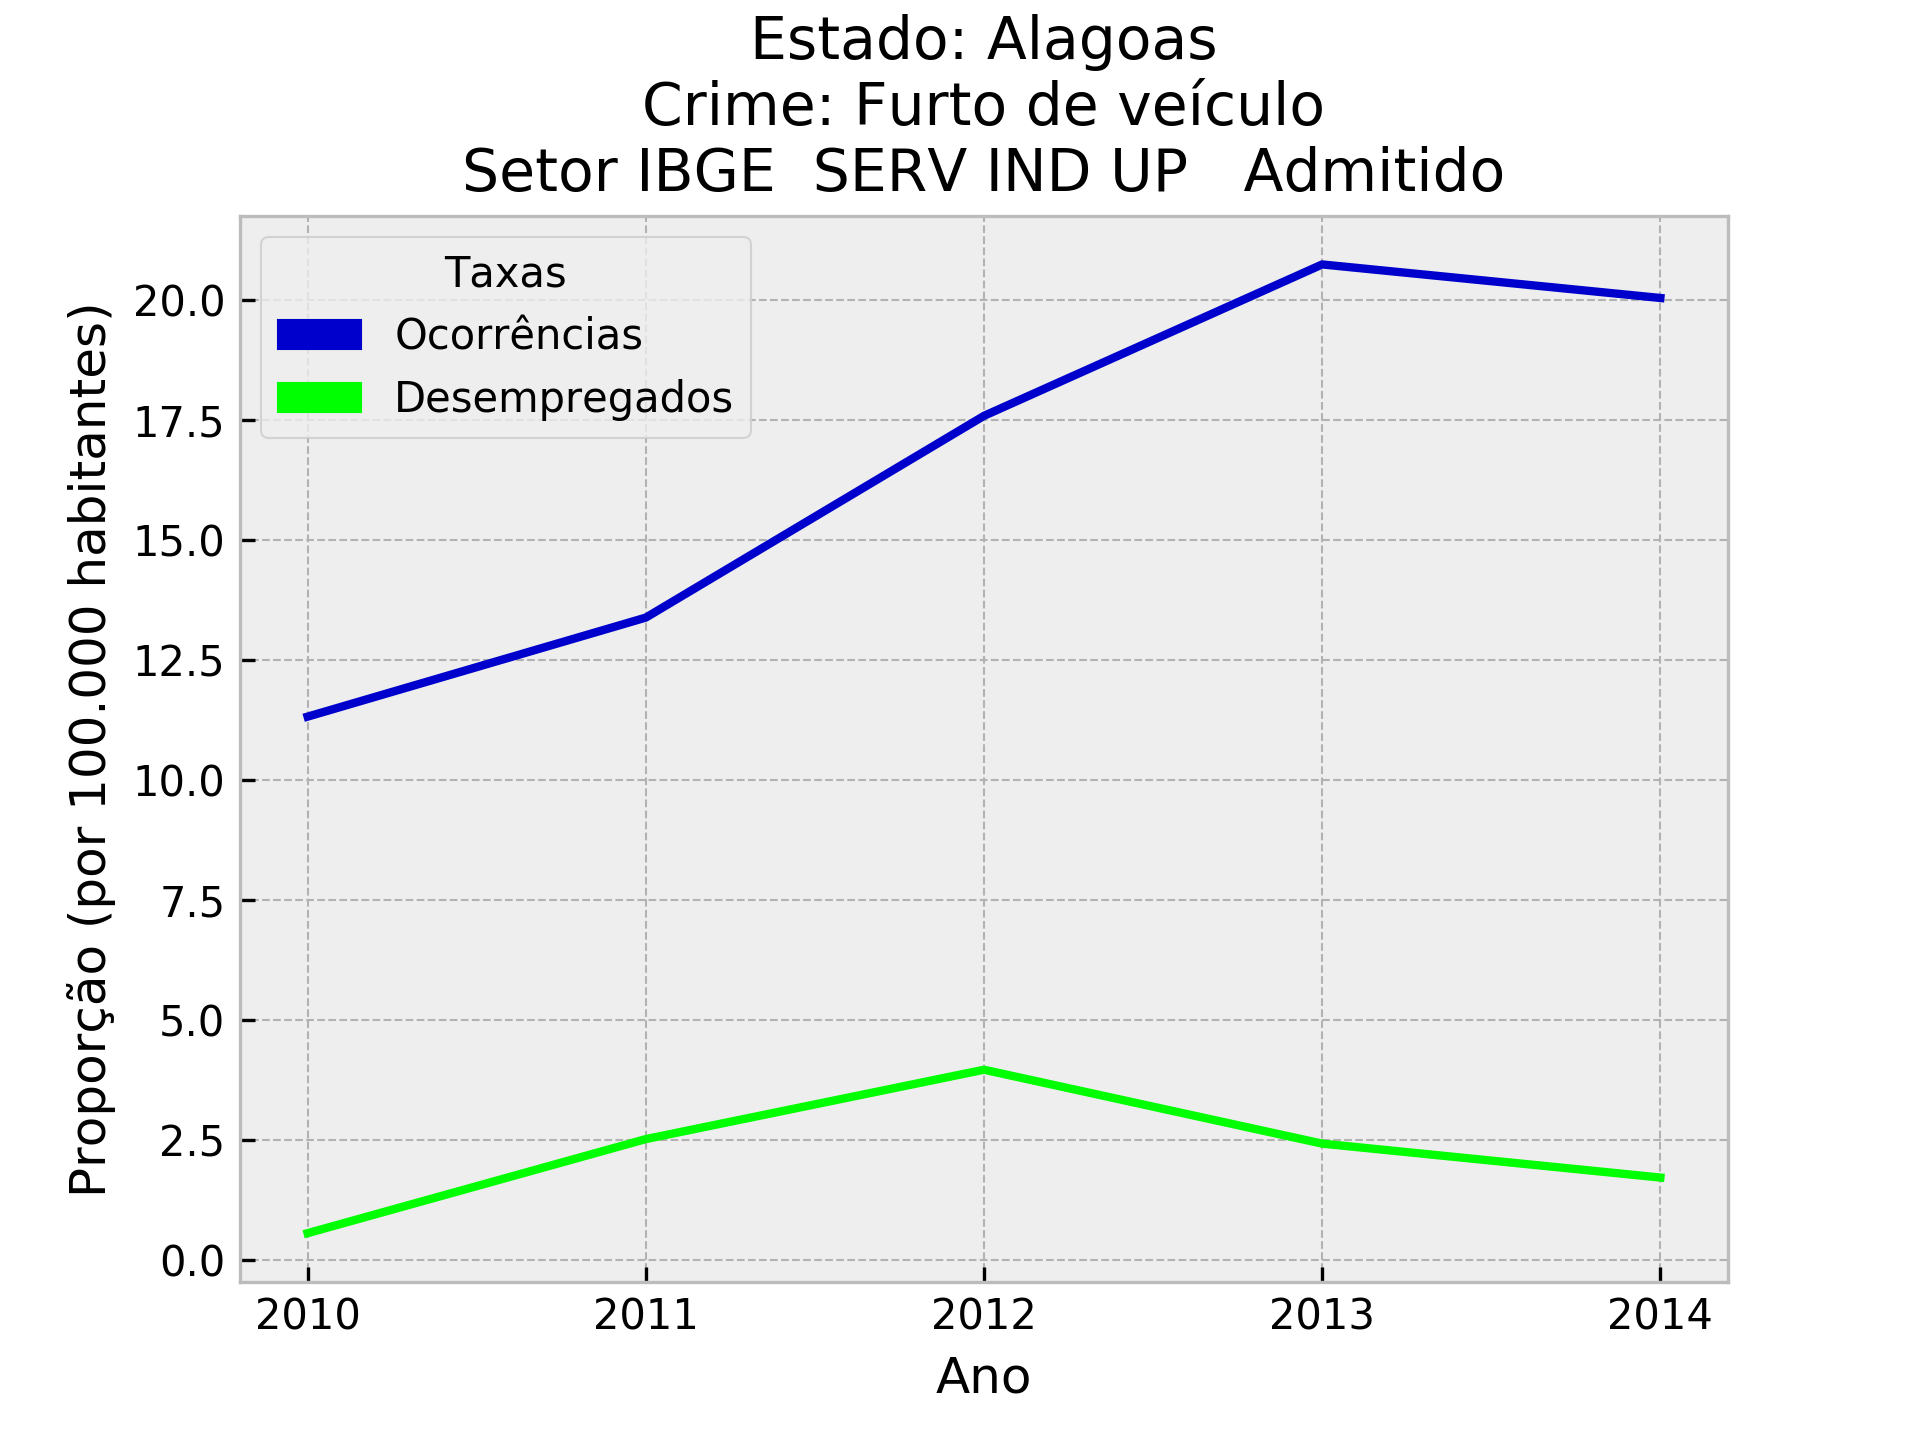 Estado: Alagoas
Crime: Furto de veículo
Setor IBGE  SERV IND UP   Admitido
Proporção (por 100.000 habitantes)
20.0
17.5
15.0
12.5
10.0
7.5
5.0
2.5
0.0
Taxas
Ocorrências
Desempregados
2010 2011 2012 2013 2014
Ano